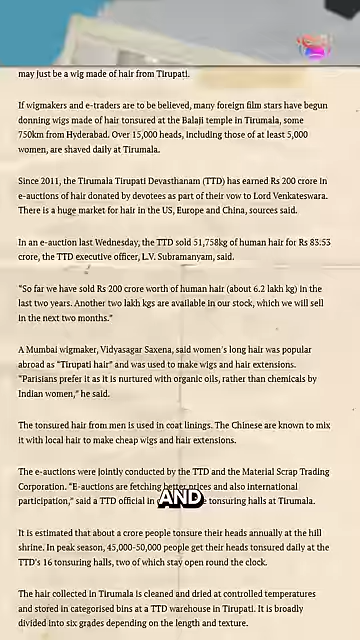 may just be a wig made of hair from Tirupati.
If wigmakers and e-traders are to be believed, many foreign film stars have begun
donning wigs made of hair tonsured at the Balaji temple in Tirumala, some
750km from Hyderabad. Over 15,000 heads, including those of at least 5,000
women, are shaved daily at Tirumala.
Since 2011, the Tirumala Tirupati Devasthanam (TTD) has earned Rs 200 crore in
e-auctions of hair donated by devotees as part of their vow to Lord Venkateswara.
There is a huge market for hair in the US, Europe and China, sources said.
In an e-auction last Wednesday, the TTD sold 51,758kg of human hair for Rs 83:53
crore, the TTD executive officer, L.V. Subramanyam, said.
“So far we have sold Rs 200 crore worth of human hair (about 6.2 lakh kg) in the
last two years. Another two lakh kgs are available in our stock, which we will sell
in the next two months.”
A Mumbai wigmaker, Vidyasagar Saxena, said women's long hair was popular
abroad as “Tirupati hair” and was used to make wigs and hair extensions.
“Parisians prefer it as it is nurtured with organic oils, rather than chemicals by
Indian women,” he said.
The tonsured hair from men is used in coat linings. The Chinese are known to mix
it with local hair to make cheap wigs and hair extensions.
The e-auctions were jointly conducted by the TTD and the Material Scrap Trading
Corporation. “E-auctions are fetching better prices and also international
participation,” said a TTD official in tonsuring halls at Tirumala.
AND
It is estimated that about a crore people tonsure their heads annually at the hill
shrine. In peak season, 45,000-50,000 people get their heads tonsured daily at the
TTD's 16 tonsuring halls, two of which stay open round the clock.
The hair collected in Tirumala is cleaned and dried at controlled temperatures
and stored in categorised bins at a TTD warehouse in Tirupati. It is broadly
divided into six grades depending on the length and texture.